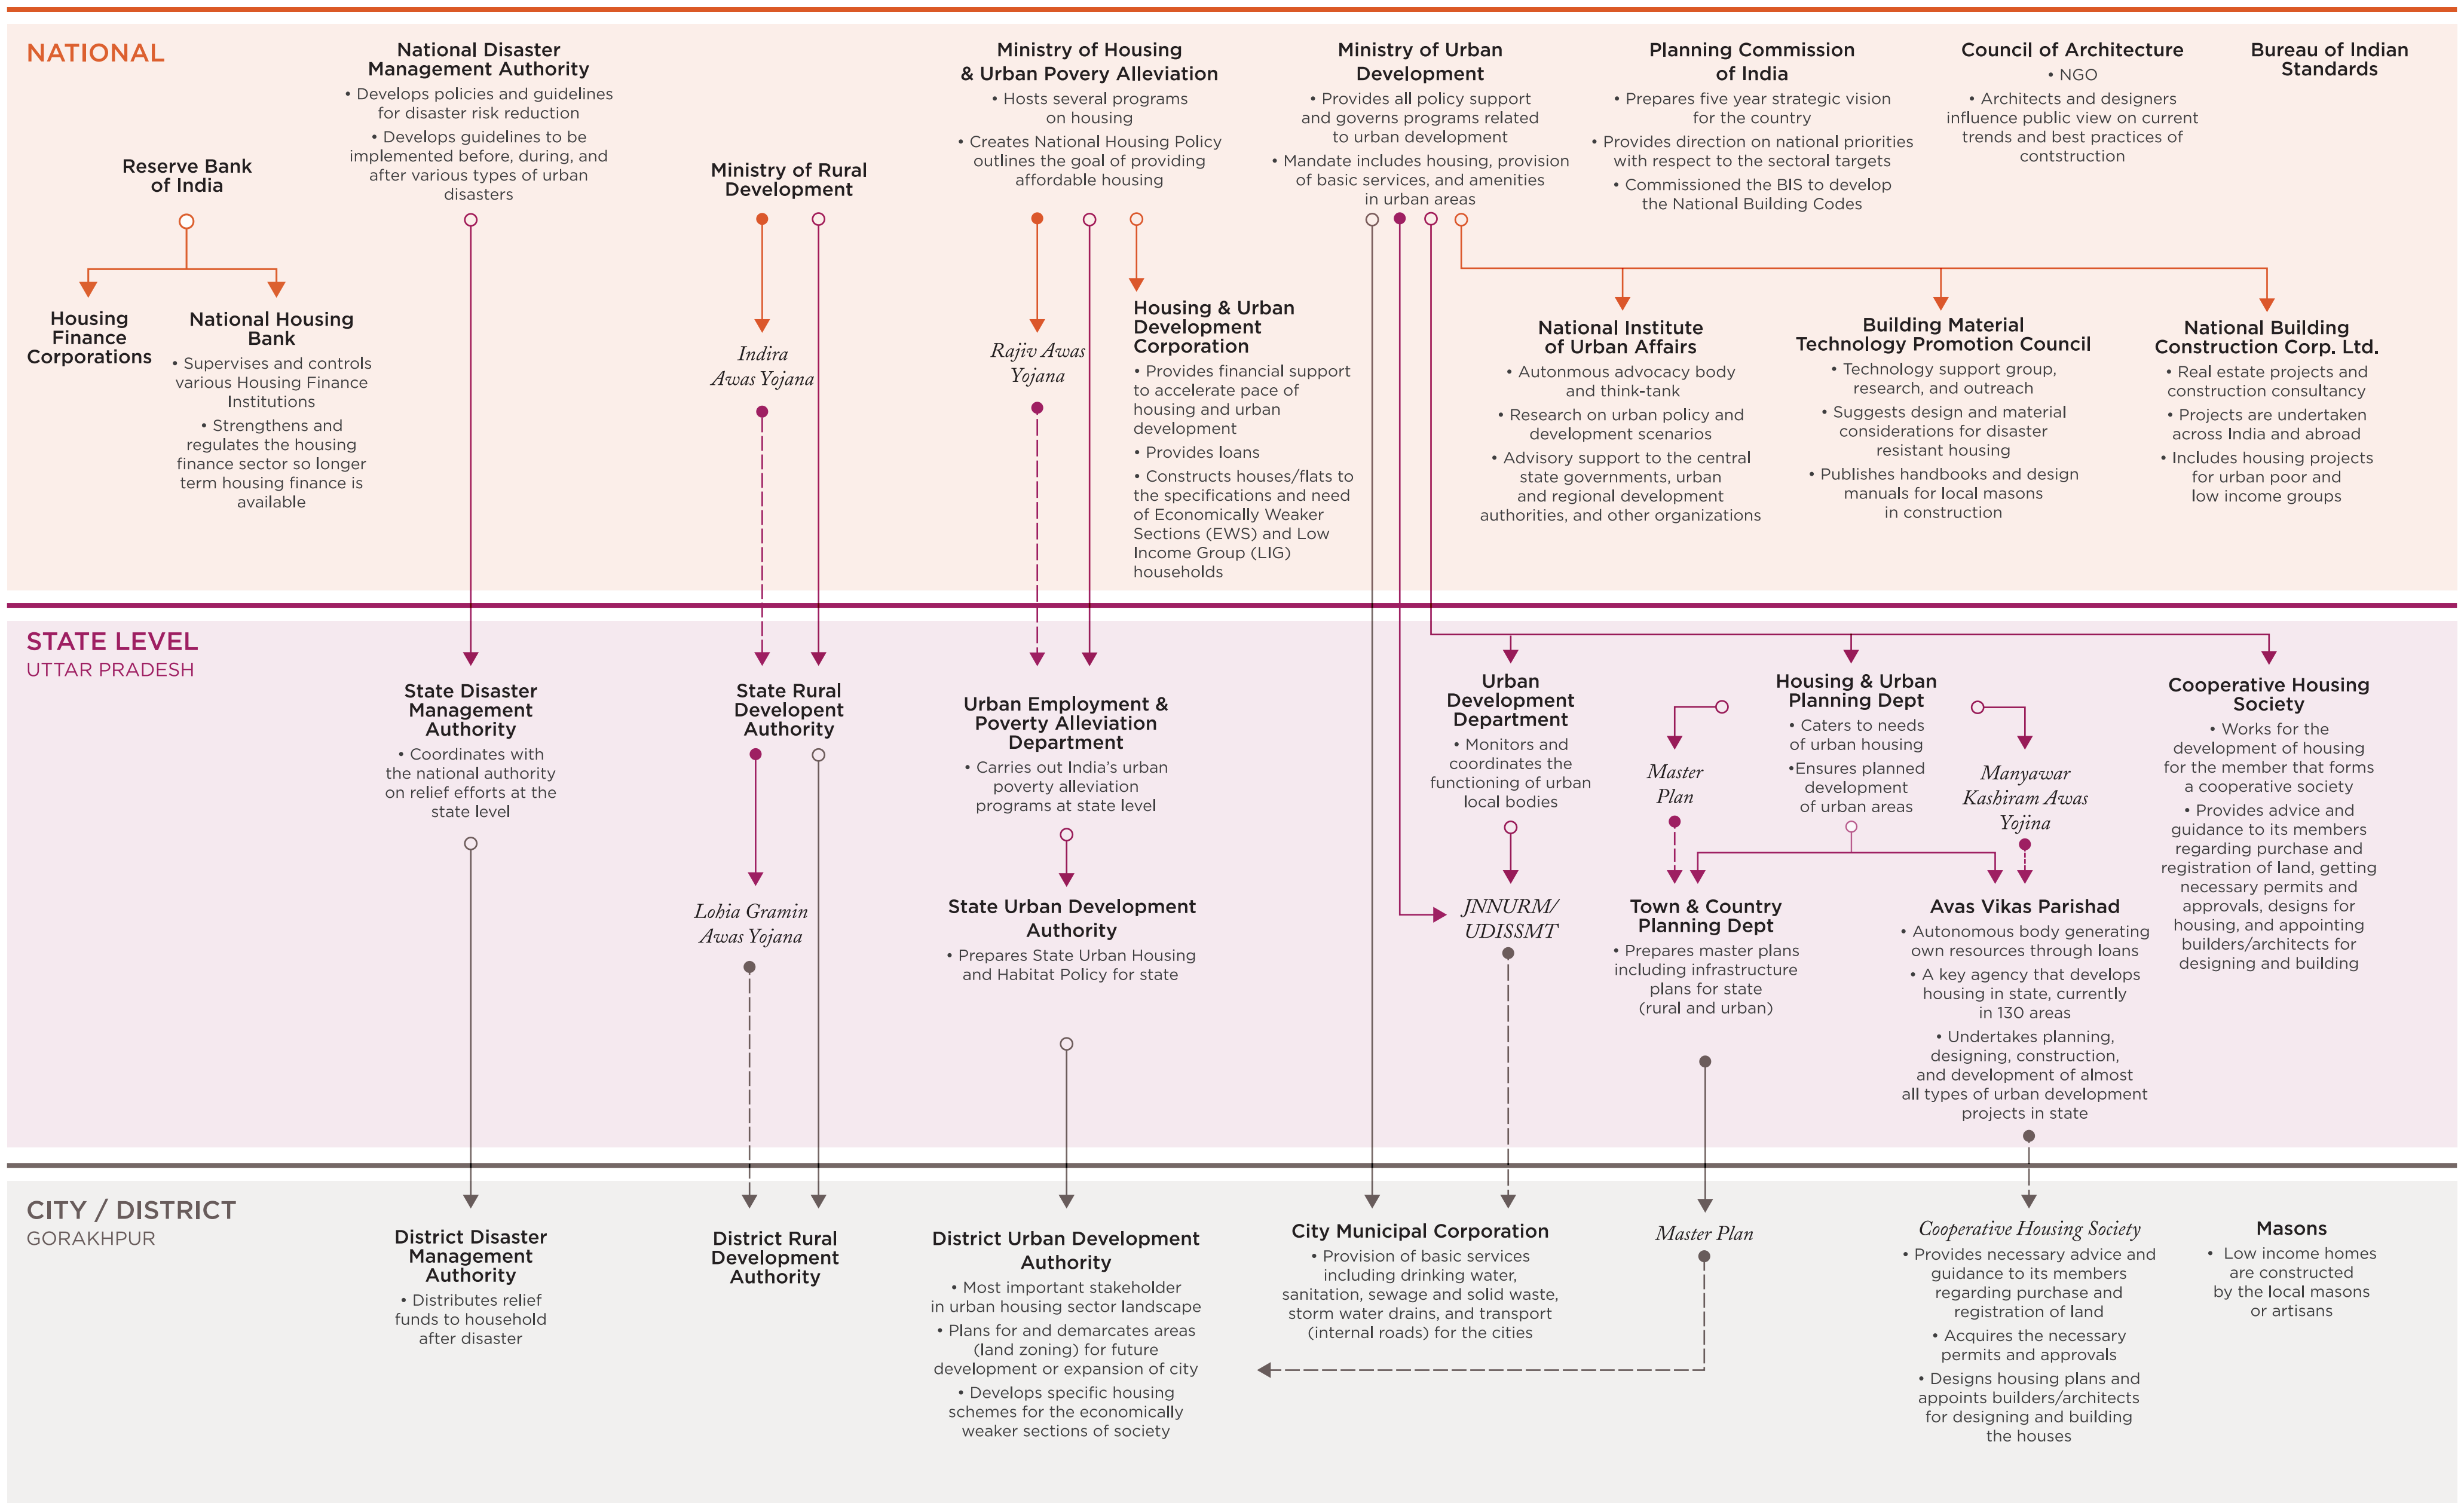 NATIONAL
National Disaster
Management Authority
• Develops policies and guidelines
for disaster risk reduction
• Develops guidelines to be
implemented before, during, and
after various types of urban
disasters
Ministry of Housing
& Urban Povery Alleviation
• Hosts several programs
on housing
• Creates National Housing Policy
outlines the goal of providing
affordable housing
Ministry of Urban
Development
• Provides all policy support
and governs programs related
to urban development
• Mandate includes housing, provision
of basic services, and amenities
in urban areas
Planning Commission
of India
• Prepares five year strategic vision
for the country
• Provides direction on national priorities
with respect to the sectoral targets
• Commissioned the BIS to develop
the National Building Codes
Council of Architecture
• NGO
• Architects and designers
influence public view on current
trends and best practices of
contstruction
Bureau of Indian
Standards
Reserve Bank
of India
Ministry of Rural
Development
Housing
Finance
Corporations
National Housing
Bank
• Supervises and controls
various Housing Finance
Institutions
• Strengthens and
regulates the housing
finance sector so longer
term housing finance is
available
Indira
Awas Yojana
Rajiv Awas
Yojana
Housing & Urban
Development
Corporation
• Provides financial support
to accelerate pace of
housing and urban
development
• Provides loans
• Constructs houses/flats to
the specifications and need
of Economically Weaker
Sections (EWS) and Low
Income Group (LIG)
households
National Institute
of Urban Affairs
• Autonmous advocacy body
and think-tank
• Research on urban policy and
development scenarios
• Advisory support to the central
state governments, urban
and regional development
authorities, and other organizations
Building Material
Technology Promotion Council
• Technology support group,
research, and outreach
• Suggests design and material
considerations for disaster
resistant housing
• Publishes handbooks and design
manuals for local masons
in construction
National Building
Construction Corp. Ltd.
• Real estate projects and
construction consultancy
• Projects are undertaken
across India and abroad
• Includes housing projects
for urban poor and
low income groups
STATE LEVEL
UTTAR PRADESH
State Disaster
Management
Authority
• Coordinates with
the national authority
on relief efforts at the
state level
State Rural
Developent
Authority
Lohia Gramin
Awas Yojana
Urban Employment &
Poverty Alleviation
Department
• Carries out India's urban
poverty alleviation
programs at state level
State Urban Development
Authority
• Prepares State Urban Housing
and Habitat Policy for state
Urban
Development
Department
• Monitors and
coordinates the
functioning of urban
local bodies
JNNURM/
UDISSMT
Housing & Urban
Planning Dept
• Caters to needs
of urban housing
•Ensures planned
development
of urban areas
Master
Plan
Manyawar
Kashiram Awas
Yojina
Town & Country
Planning Dept
• Prepares master plans
including infrastructure
plans for state
(rural and urban)
Avas Vikas Parishad
• Autonomous body generating
own resources through loans
• A key agency that develops
housing in state, currently
in 130 areas
• Undertakes planning,
designing, construction,
and development of almost
all types of urban development
projects in state
Cooperative Housing
Society
• Works for the
development of housing
for the member that forms
a cooperative society
• Provides advice and
guidance to its members
regarding purchase and
registration of land, getting
necessary permits and
approvals, designs for
housing, and appointing
builders/architects for
designing and building
CITY / DISTRICT
GORAKHPUR
District Disaster
Management
Authority
• Distributes relief
funds to household
after disaster
District Rural
Development
Authority
District Urban Development
Authority
• Most important stakeholder
in urban housing sector landscape
• Plans for and demarcates areas
(land zoning) for future
development or expansion of city
• Develops specific housing
schemes for the economically
weaker sections of society
City Municipal Corporation
• Provision of basic services
including drinking water,
sanitation, sewage and solid waste,
storm water drains, and transport
(internal roads) for the cities
Master Plan
Cooperative Housing Society
• Provides necessary advice and
guidance to its members
regarding purchase and
registration of land
• Acquires the necessary
permits and approvals
• Designs housing plans and
appoints builders/architects
for designing and building
the houses
Masons
• Low income homes
are constructed
by the local masons
or artisans